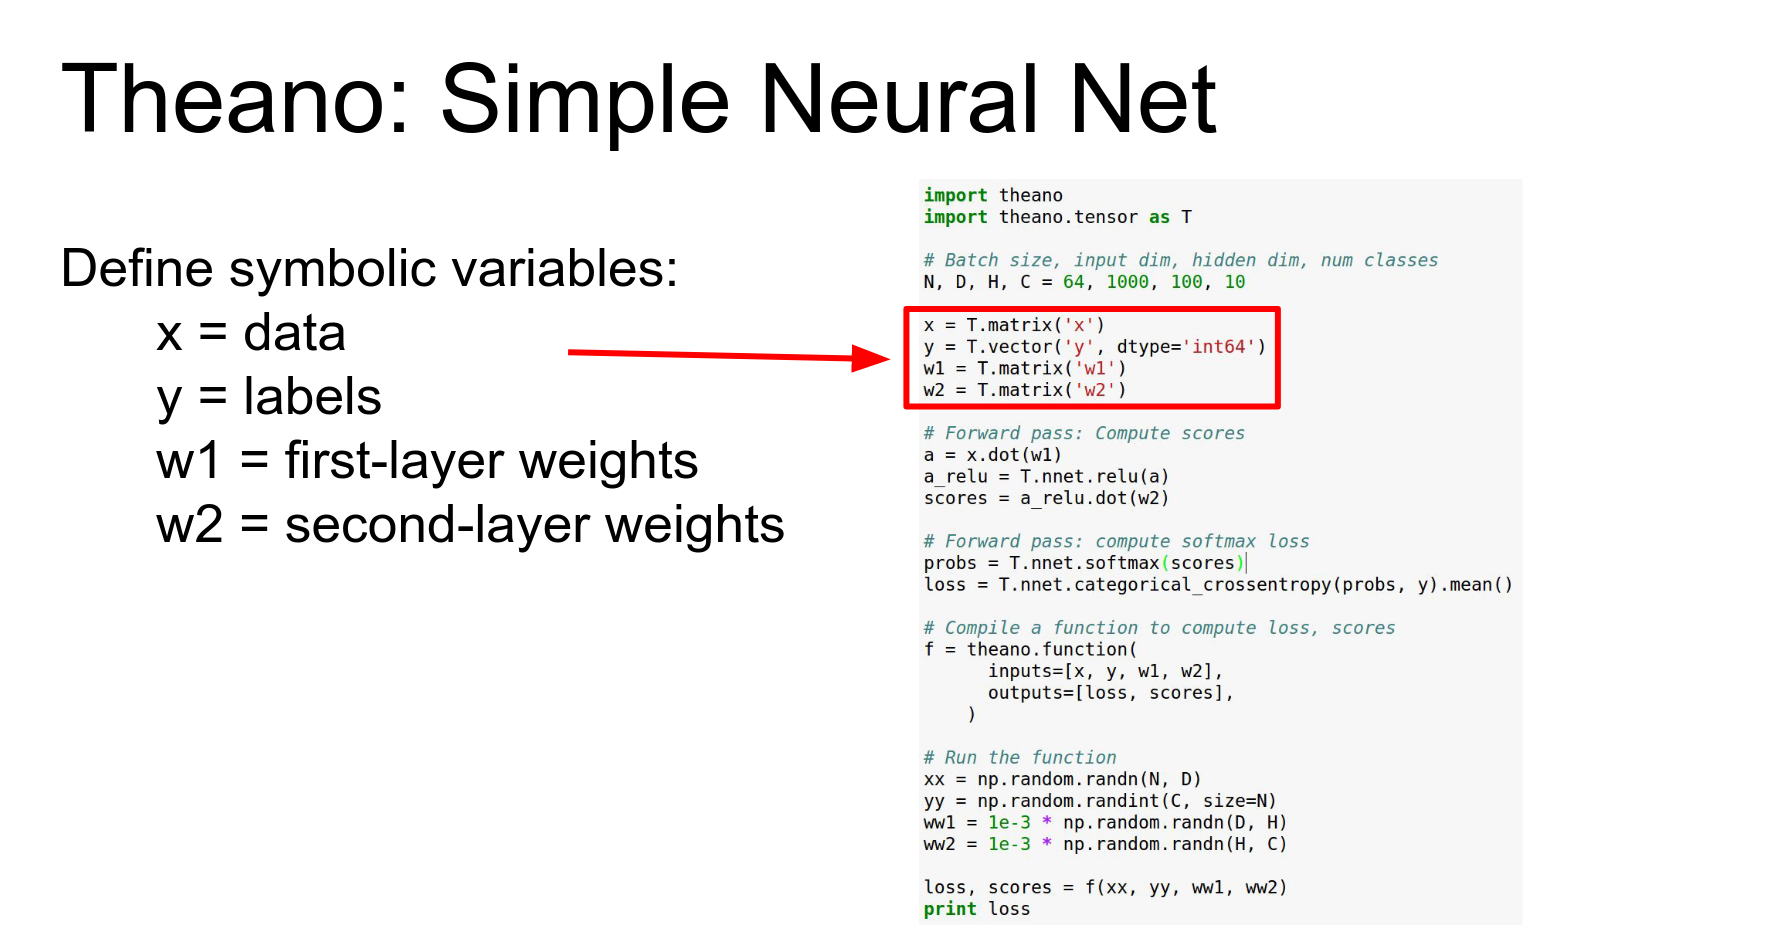 Theano: Simple Neural Net
Define symbolic variables:
x = data
y = labels
w1 = first-layer weights
w2 = second-layer weights
import theano
import theano.tensor as T
# Batch size, input dim, hidden dim, num classes
N, D, H, C = 64, 1000, 100, 10
x = T.matrix('x')
y = T.vector('y', dtype='int64')
w1 = T.matrix('w1')
w2 = T.matrix('w2')
# Forward pass: Compute scores
a = x.dot(w1)
a_relu = T.nnet.relu(a)
scores = a_relu.dot(w2)
# Forward pass: compute softmax loss
probs = T.nnet.softmax(scores)
loss = T.nnet.categorical_crossentropy(probs, y).mean()
# Compile a function to compute loss, scores
f = theano.function(
inputs=[x, y, w1, w2],
outputs=[loss, scores],
)
# Run the function
xx = np.random.randn(N, D)
yy = np.random.randint(C, size=N)
ww1 = 1e-3 * np.random.randn(D, H)
ww2 = 1e-3 * np.random.randn(H, C)
loss, scores = f(xx, yy, ww1, ww2)
print loss